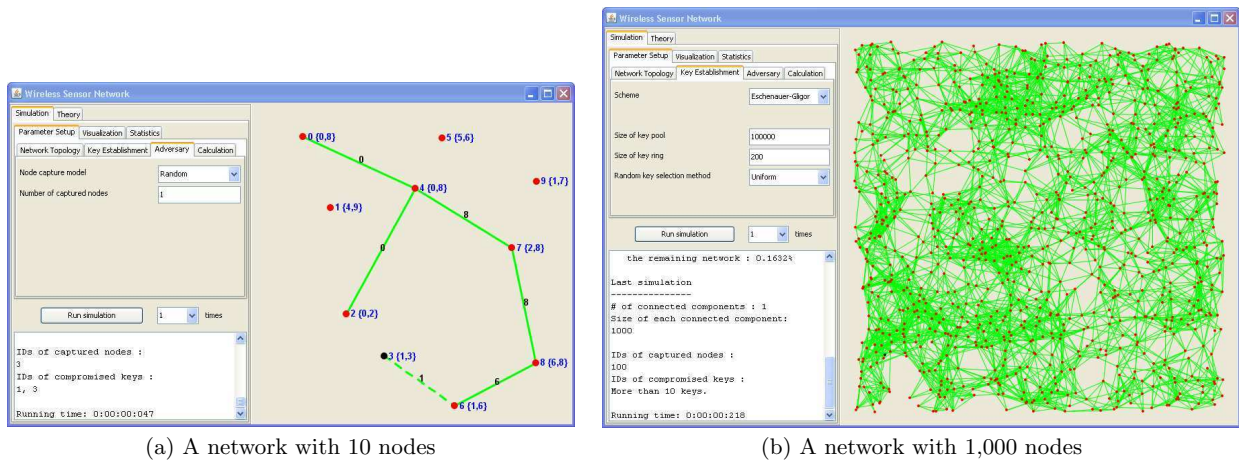 Wireless Sensor Network
Simulation Theory
Parameter Setup Visualization Statistics
Network Topology Key Establishment Adversary Calculation
Node capture model Random
Number of captured nodes 1
Run simulation 1 times
IDs of captured nodes :
3
IDs of compromised keys :
1, 3
Running time: 0:00:00:047
0 {0,8}
5 {5,6}
0
9 {1,7}
4 {0,8}
1 {4,9}
8
0
7 {2,8}
8
2 {0,2}
3 {1,3}
8 {6,8}
1
6
6 {1,6}
(a) A network with 10 nodes
Wireless Sensor Network
Simulation Theory
Parameter Setup Visualization Statistics
Network Topology Key Establishment Adversary Calculation
Scheme Eschenauer-Gligor
Size of key pool 100000
Size of key ring 200
Random key selection method Uniform
Run simulation 1 times
the remaining network : 0.1632%
Last simulation
---------------
# of connected components : 1
Size of each connected component:
1000
IDs of captured nodes :
100
IDs of compromised keys :
More than 10 keys.
Running time: 0:00:00:218
(b) A network with 1,000 nodes